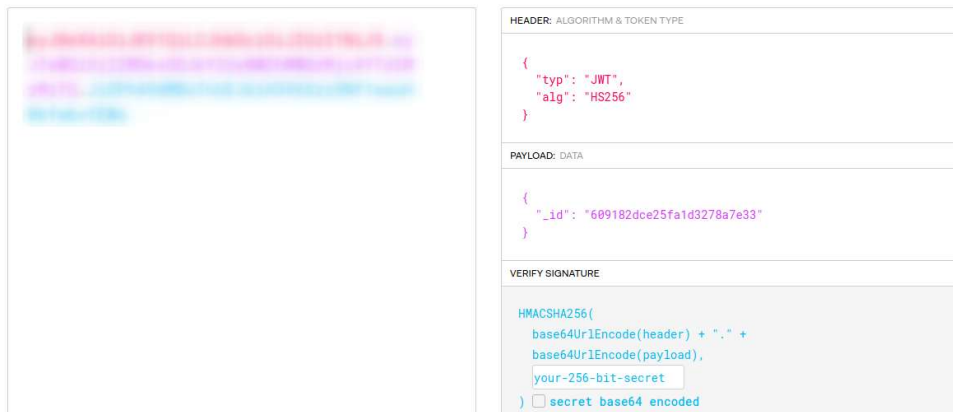 HEADER: ALGORITHM & TOKEN TYPE
{
"typ": "JWT",
"alg": "HS256"
}
PAYLOAD: DATA
{
"_id": "609182dce25fa1d3278a7e33"
}
VERIFY SIGNATURE
HMACSHA256(
base64UrlEncode(header) + "." +
base64UrlEncode(payload),
your-256-bit-secret
) secret base64 encoded